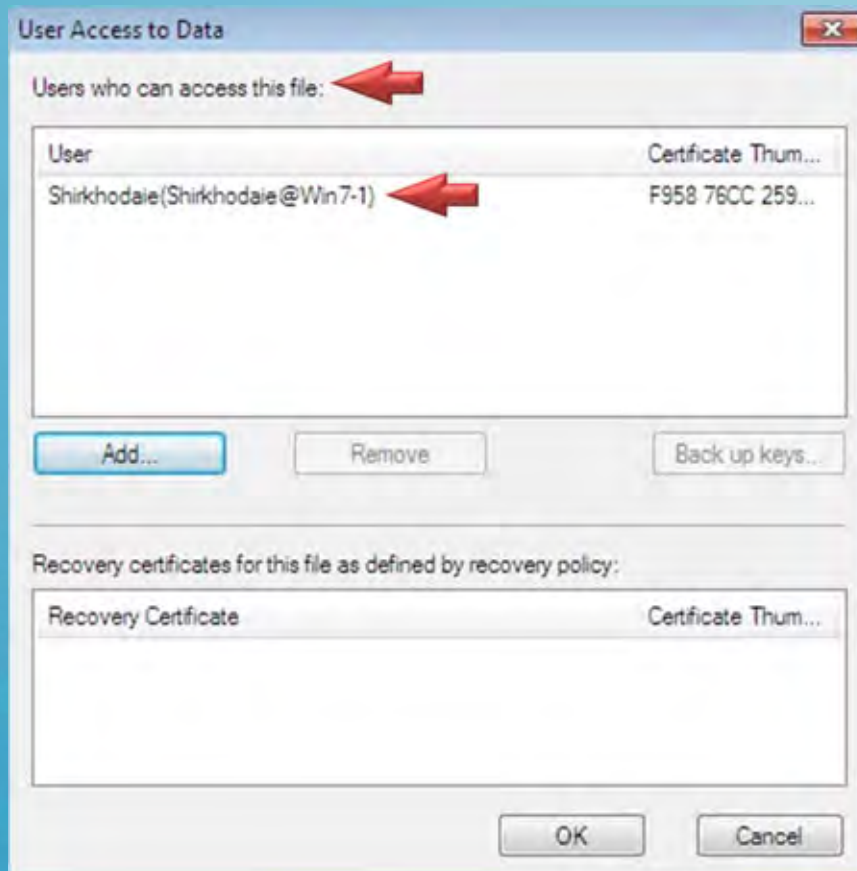 User Access to Data
Users who can access this file:
User Certificate Thum...
Shirkhodaie(Shirkhodaie@Win7-1) F958 76CC 259...
Add... Remove Back up keys...
Recovery certificates for this file as defined by recovery policy:
Recovery Certificate Certificate Thum...
OK Cancel